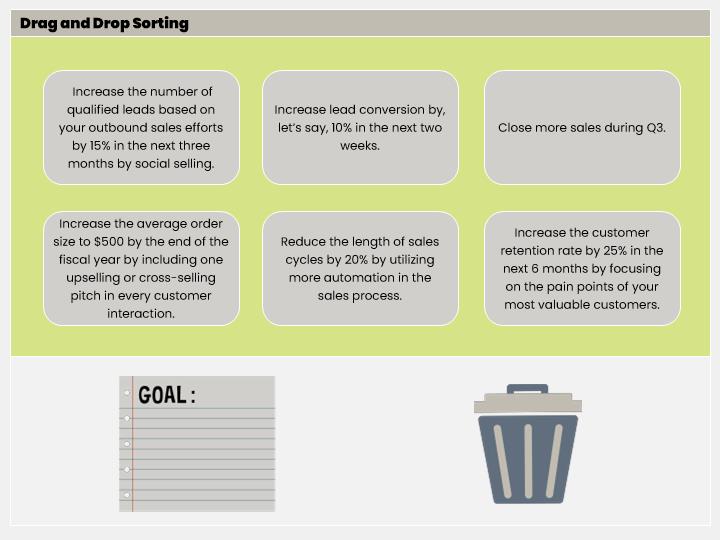 Drag and Drop Sorting
Increase the number of
qualified leads based on
your outbound sales efforts
by 15% in the next three
months by social selling.
Increase lead conversion by,
let's say, 10% in the next two
weeks.
Close more sales during Q3.
Increase the average order
size to $500 by the end of the
fiscal year by including one
upselling or cross-selling
pitch in every customer
interaction.
Reduce the length of sales
cycles by 20% by utilizing
more automation in the
sales process.
Increase the customer
retention rate by 25% in the
next 6 months by focusing
on the pain points of your
most valuable customers.
GOAL: